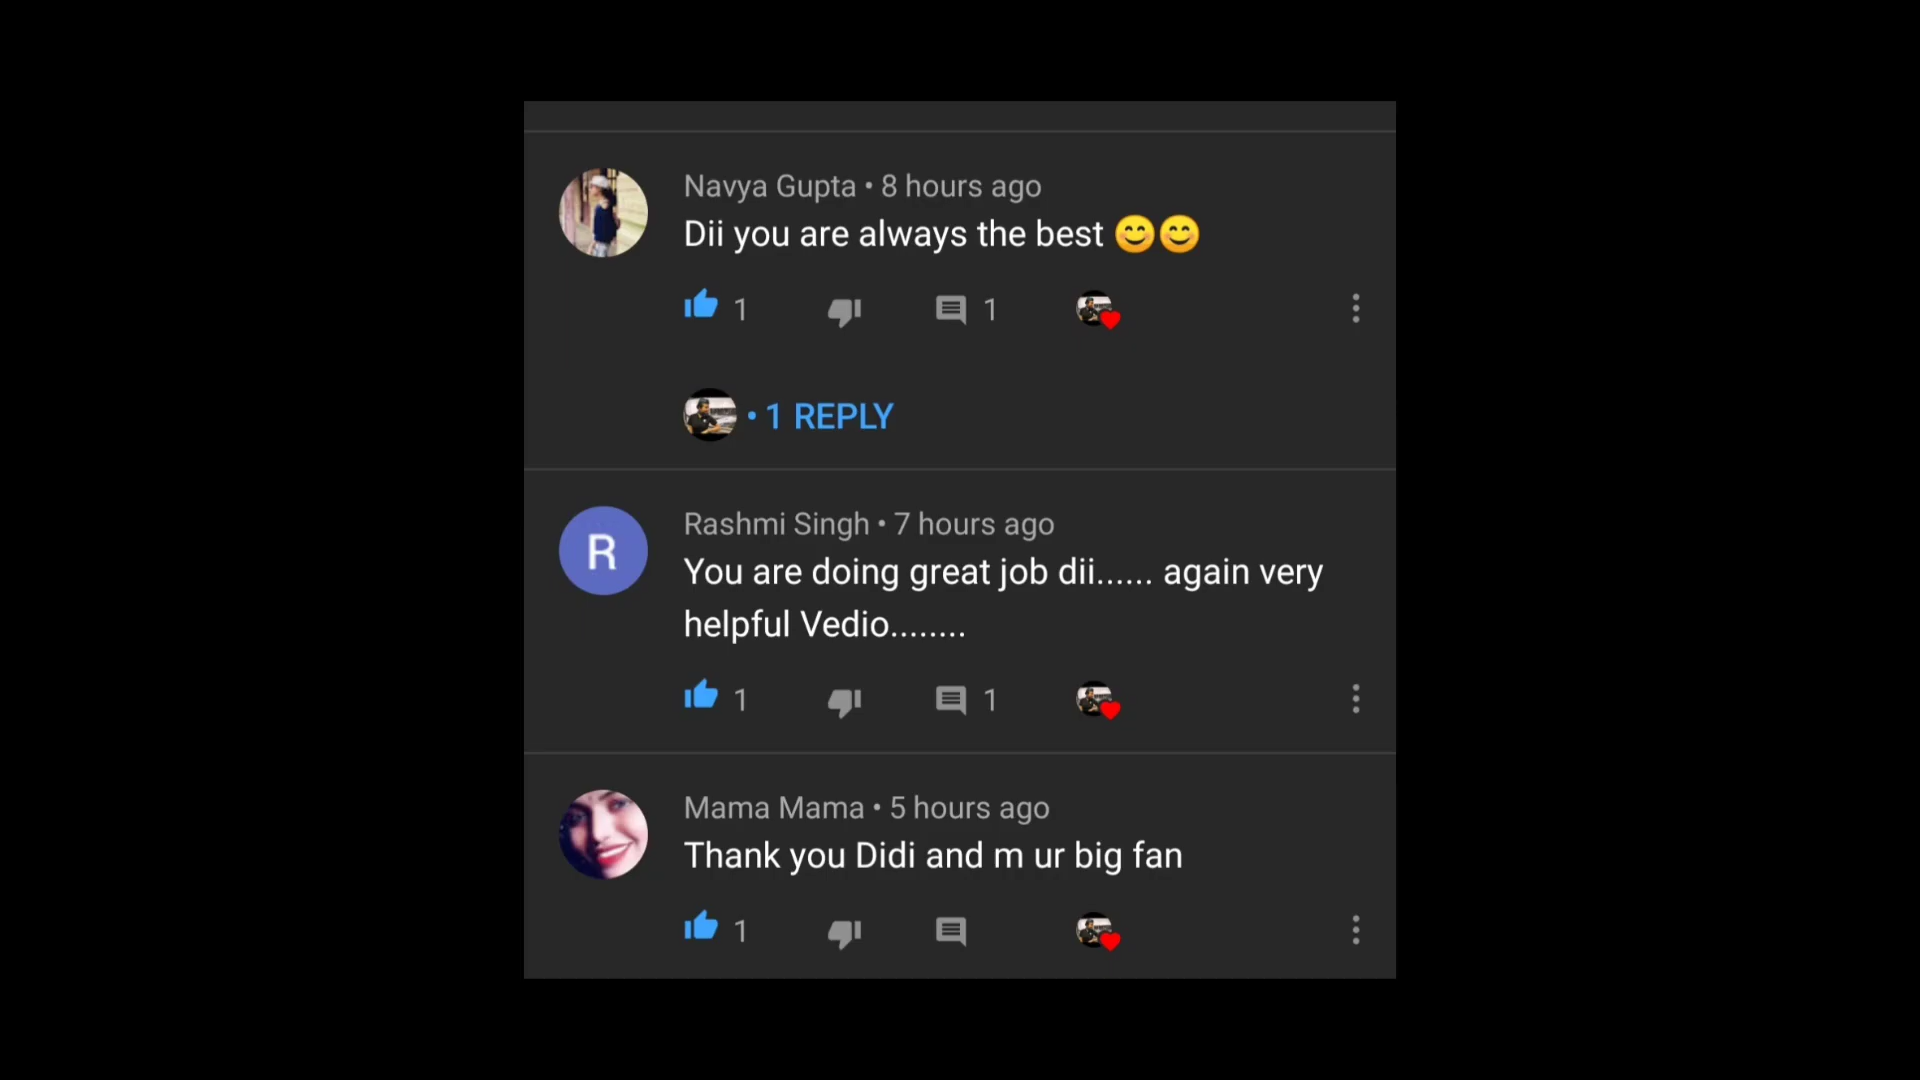 Navya Gupta • 8 hours ago
Dii you are always the best 😊😊
1 1
• 1 REPLY
R
Rashmi Singh • 7 hours ago
You are doing great job dii...... again very
helpful Vedio........
1 1
Mama Mama • 5 hours ago
Thank you Didi and m ur big fan
1